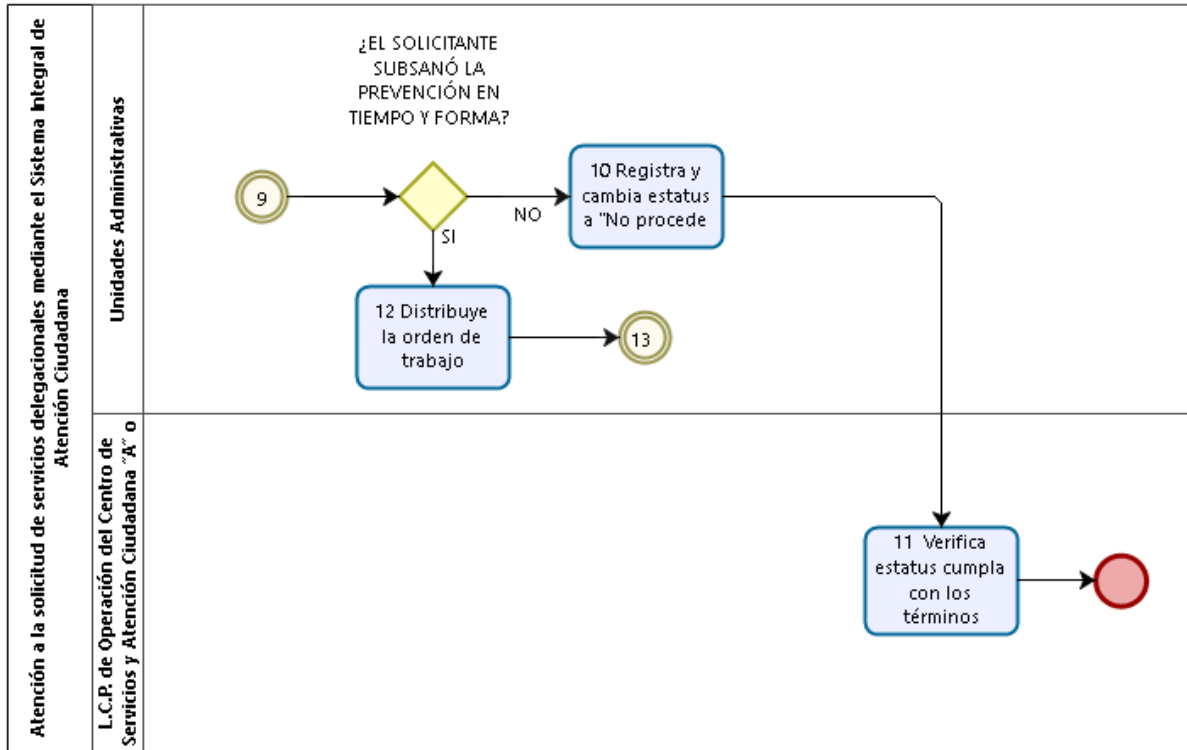 Atención a la solicitud de servicios delegacionales mediante el Sistema Integral de
Atención Ciudadana
Unidades Administrativas
¿EL SOLICITANTE
SUBSANÓ LA
PREVENCIÓN EN
TIEMPO Y FORMA?
9
NO
SI
10 Registra y
cambia estatus
a "No procede
12 Distribuye
la orden de
trabajo
13
L.C.P. de Operación del Centro de
Servicios y Atención Ciudadana "A" o
11 Verifica
estatus cumpla
con los
términos